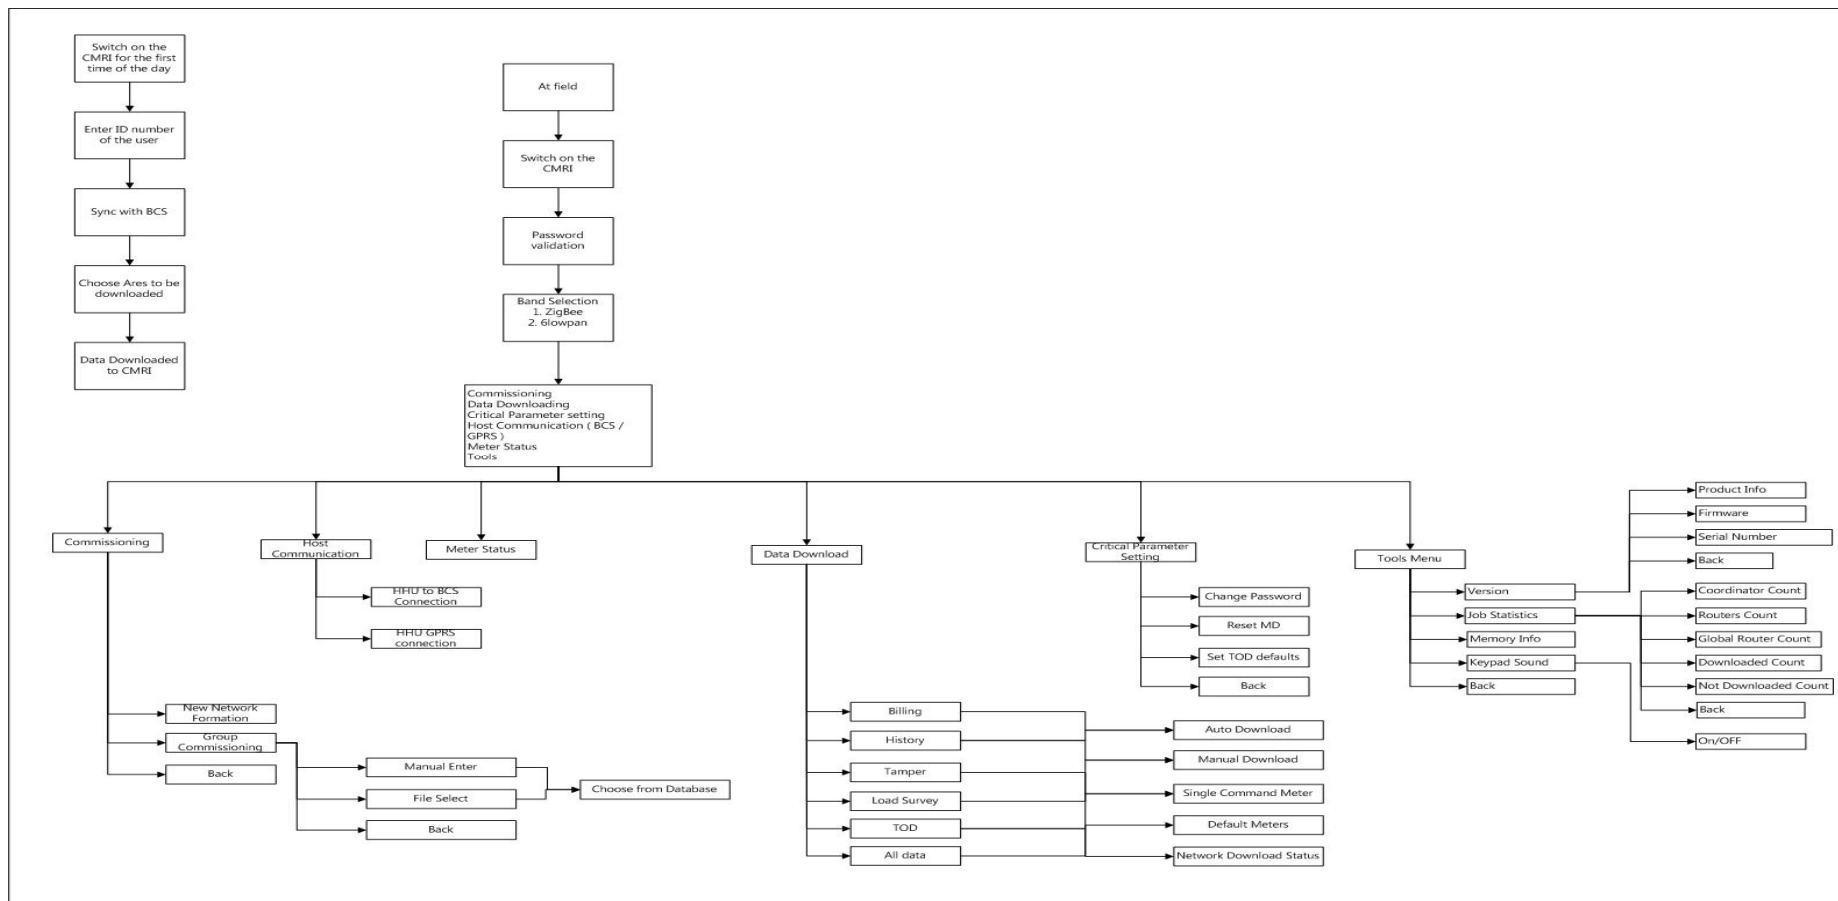 Switch on the
CMRI for the first
time of the day
Enter ID number
of the user
Sync with BCS
Choose Ares to be
downloaded
Data Downloaded
to CMRI
At field
Switch on the
CMRI
Password
validation
Band Selection
1. ZigBee
2. 6lowpan
Commissioning
Data Downloading
Critical Parameter setting
Host Communication ( BCS /
GPRS )
Meter Status
Tools
Commissioning
New Network
Formation
Group
Commissioning
Back
Manual Enter
File Select
Back
Choose from Database
Host
Communication
HHU to BCS
Connection
HHU GPRS
connection
Meter Status
Data Download
Billing
History
Tamper
Load Survey
TOD
All data
Auto Download
Manual Download
Single Command Meter
Default Meters
Network Download Status
Critical Parameter
Setting
Change Password
Reset MD
Set TOD defaults
Back
Tools Menu
Version
Job Statistics
Memory Info
Keypad Sound
Back
Product Info
Firmware
Serial Number
Back
Coordinator Count
Routers Count
Global Router Count
Downloaded Count
Not Downloaded Count
Back
On/OFF